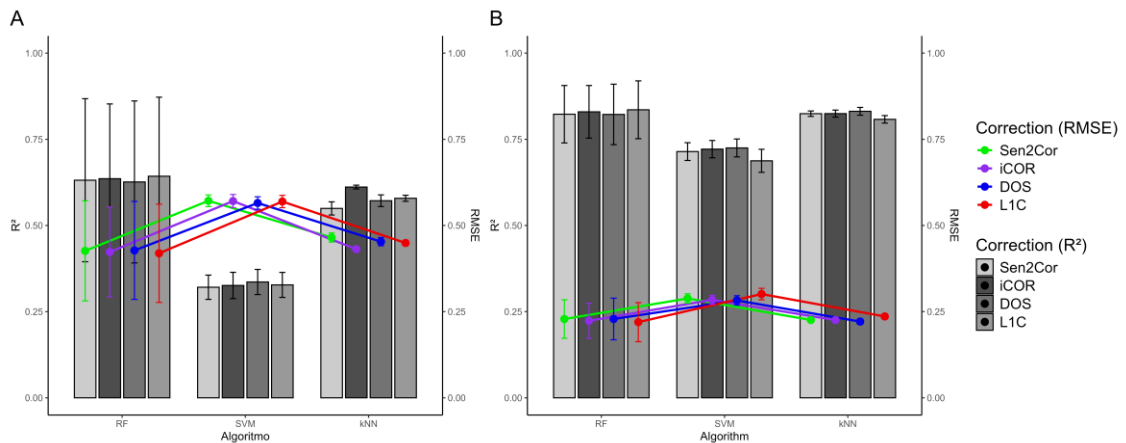 A
1.00
0.75
0.50
0.25
0.00
R²
1.00
0.75
0.50
0.25
0.00
RMSE
RF
SVM
kNN
Algoritmo
B
1.00
0.75
0.50
0.25
0.00
R²
1.00
0.75
0.50
0.25
0.00
RMSE
RF
SVM
kNN
Algorithm
Correction (RMSE)
Sen2Cor
iCOR
DOS
L1C
Correction (R²)
Sen2Cor
iCOR
DOS
L1C